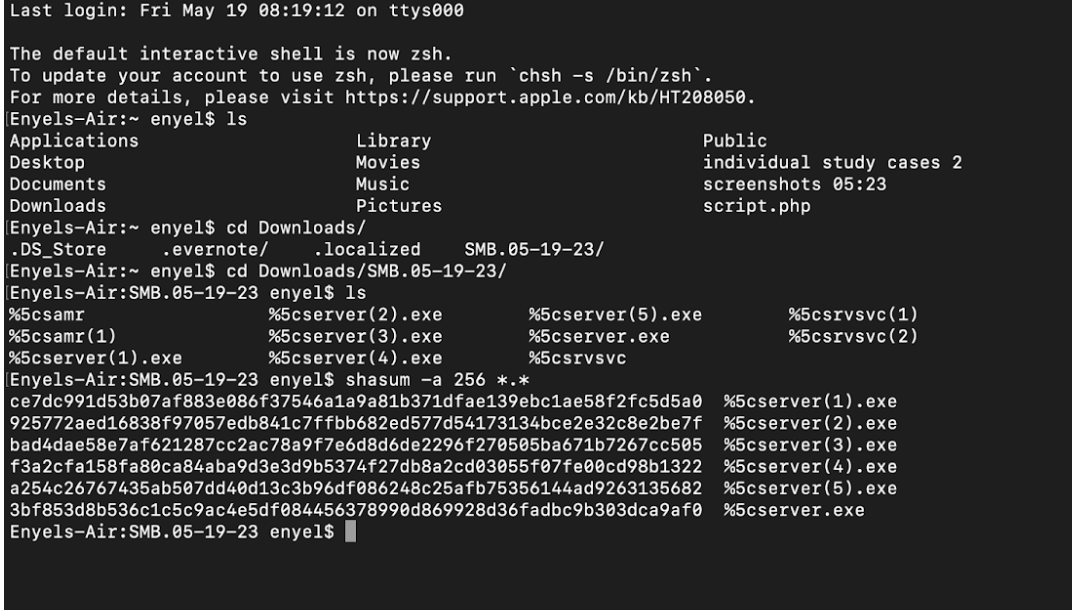 Last login: Fri May 19 08:19:12 on ttys000
The default interactive shell is now zsh.
To update your account to use zsh, please run `chsh -s /bin/zsh`.
For more details, please visit https://support.apple.com/kb/HT208050.
[Enyels-Air:~ enyel$ ls
Applications Library Public
Desktop Movies individual study cases 2
Documents Music screenshots 05:23
Downloads Pictures script.php
[Enyels-Air:~ enyel$ cd Downloads/
.DS_Store .evernote/ .localized SMB.05-19-23/
[Enyels-Air:~ enyel$ cd Downloads/SMB.05-19-23/
[Enyels-Air:SMB.05-19-23 enyel$ ls
%5csamr %5cserver(2).exe %5cserver(5).exe %5csrvsvc(1)
%5csamr(1) %5cserver(3).exe %5cserver.exe %5csrvsvc(2)
%5cserver(1).exe %5cserver(4).exe %5csrvsvc
[Enyels-Air:SMB.05-19-23 enyel$ shasum -a 256 *.*
ce7dc991d53b07af883e086f37546a1a9a81b371dfae139ebc1ae58f2fc5d5a0 %5cserver(1).exe
925772aed16838f97057edb841c7ffbb682ed577d54173134bce2e32c8e2be7f %5cserver(2).exe
bad4dae58e7af621287cc2ac78a9f7e6d8d6de2296f270505ba671b7267cc505 %5cserver(3).exe
f3a2cfa158fa80ca84aba9d3e3d9b5374f27db8a2cd03055f07fe00cd98b1322 %5cserver(4).exe
a254c26767435ab507dd40d13c3b96df086248c25afb75356144ad9263135682 %5cserver(5).exe
3bf853d8b536c1c5c9ac4e5df084456378990d869928d36fadbc9b303dca9af0 %5cserver.exe
Enyels-Air:SMB.05-19-23 enyel$